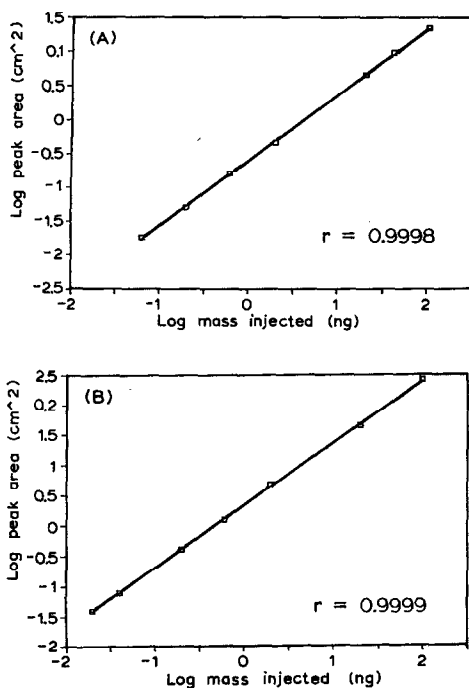 (A)
Log peak area (cm^2)
1.5
0.1
0.5
0
-0.5
-1
-1.5
-2
-2.5
r = 0.9998
-2 -1 0 1 2
Log mass injected (ng)
(B)
Log peak area (cm^2)
2.5
0.2
1.5
1
0.5
0
-0.5
-1
-1.5
-2
r = 0.9999
-2 -1 0 1 2
Log mass injected (ng)